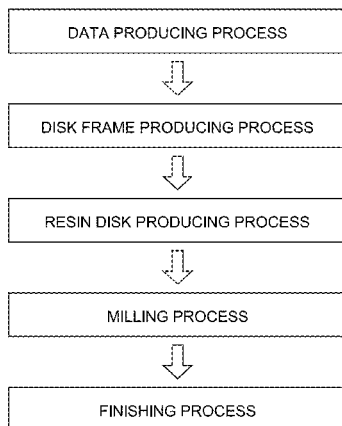 DATA PRODUCING PROCESS
DISK FRAME PRODUCING PROCESS
RESIN DISK PRODUCING PROCESS
MILLING PROCESS
FINISHING PROCESS